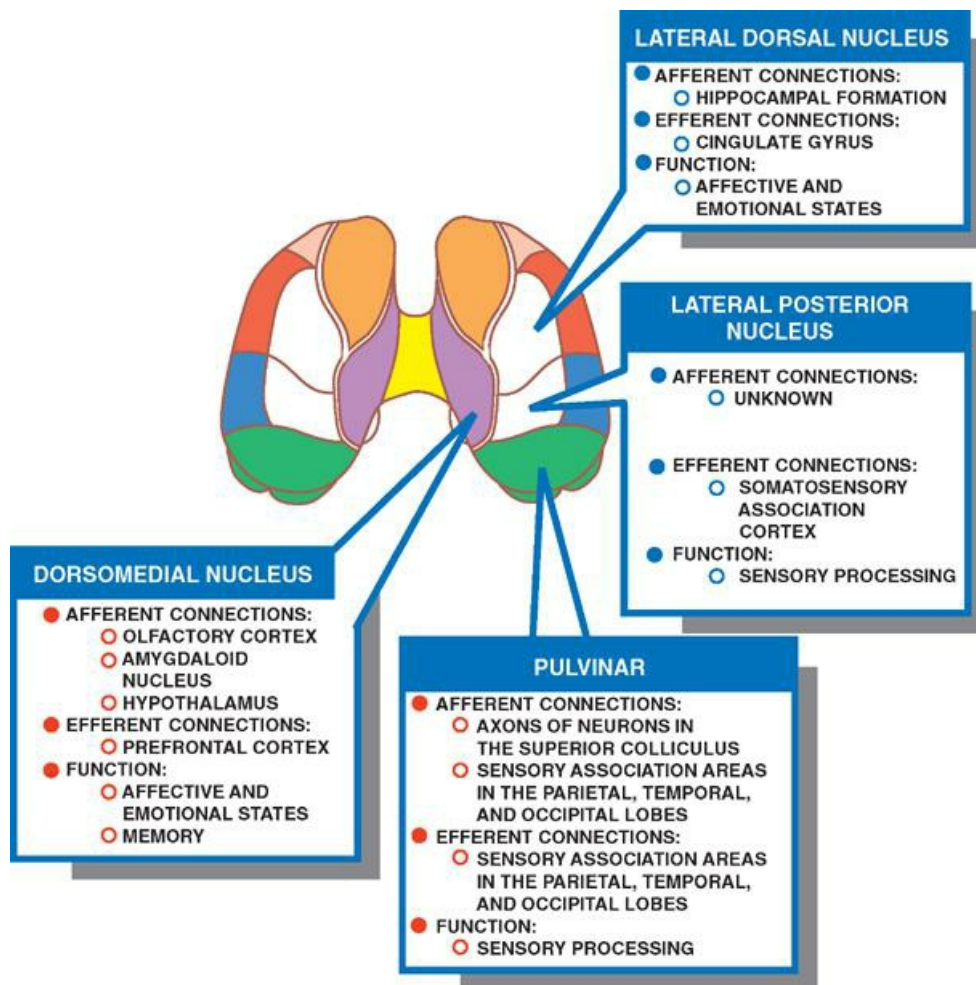 LATERAL DORSAL NUCLEUS
AFFERENT CONNECTIONS:
HIPPOCAMPAL FORMATION
EFFERENT CONNECTIONS:
CINGULATE GYRUS
FUNCTION:
AFFECTIVE AND
EMOTIONAL STATES
LATERAL POSTERIOR
NUCLEUS
AFFERENT CONNECTIONS:
UNKNOWN
EFFERENT CONNECTIONS:
SOMATOSENSORY
ASSOCIATION
CORTEX
FUNCTION:
SENSORY PROCESSING
DORSOMEDIAL NUCLEUS
AFFERENT CONNECTIONS:
OLFACTORY CORTEX
AMYGDALOID
NUCLEUS
HYPOTHALAMUS
EFFERENT CONNECTIONS:
PREFRONTAL CORTEX
FUNCTION:
AFFECTIVE AND
EMOTIONAL STATES
MEMORY
PULVINAR
AFFERENT CONNECTIONS:
AXONS OF NEURONS IN
THE SUPERIOR COLLICULUS
SENSORY ASSOCIATION AREAS
IN THE PARIETAL, TEMPORAL,
AND OCCIPITAL LOBES
EFFERENT CONNECTIONS:
SENSORY ASSOCIATION AREAS
IN THE PARIETAL, TEMPORAL,
AND OCCIPITAL LOBES
FUNCTION:
SENSORY PROCESSING